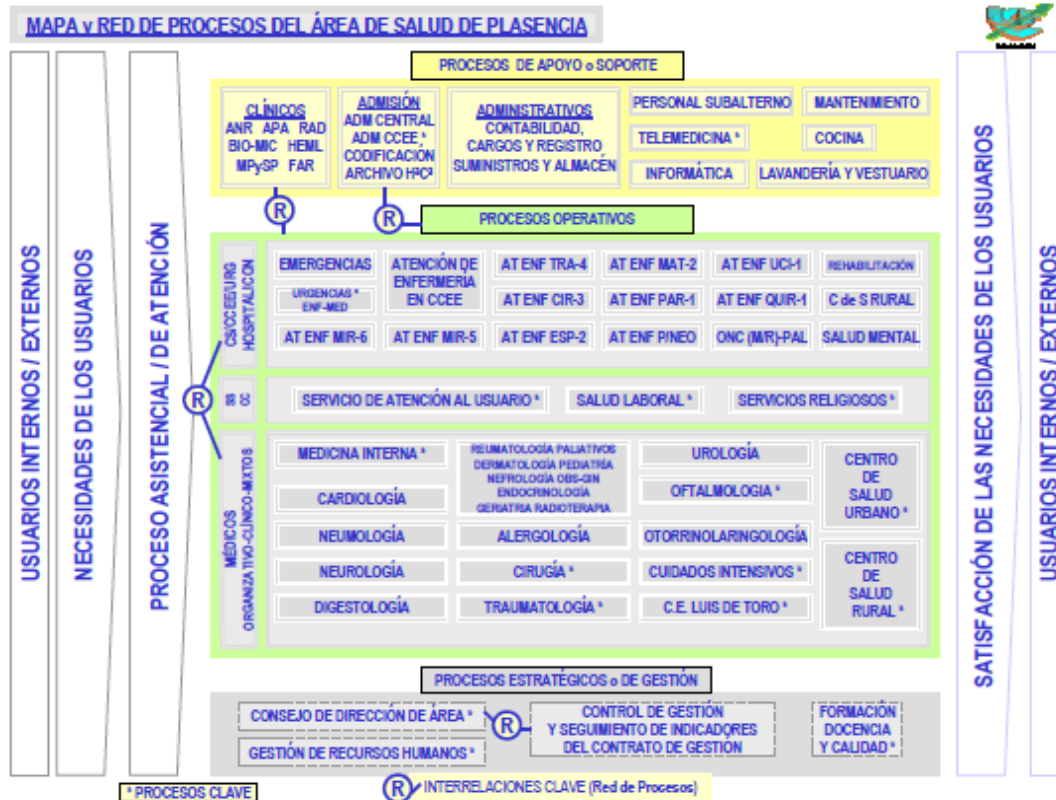 MAPA y RED DE PROCESOS DEL ÁREA DE SALUD DE PLASENCIA
USUARIOS INTERNOS / EXTERNOS
NECESIDADES DE LOS USUARIOS
PROCESO ASISTENCIAL / DE ATENCIÓN
PROCESOS DE APOYO o SOPORTE
CLÍNICOS
ANR APA RAD
BIO-MIC HEML
MPySP FAR
ADMISIÓN
ADM CENTRAL
ADM CCEE *
CODIFICACIÓN
ARCHIVO HªCª
ADMINISTRATIVOS
CONTABILIDAD,
CARGOS Y REGISTRO
SUMINISTROS Y ALMACÉN
PERSONAL SUBALTERNO
MANTENIMIENTO
TELEMEDICINA *
COCINA
INFORMÁTICA
LAVANDERÍA Y VESTUARIO
R
R
PROCESOS OPERATIVOS
CS/CCEE/URG
HOSPITALICON
EMERGENCIAS
ATENCIÓN DE
ENFERMERIA
EN CCEE
AT ENF TRA-4
AT ENF MAT-2
AT ENF UCI-1
REHABILITACIÓN
URGENCIAS *
ENF-MED
AT ENF CIR-3
AT ENF PAR-1
AT ENF QUIR-1
C de S RURAL
AT ENF MIR-6
AT ENF MIR-5
AT ENF ESP-2
AT ENF P/NEO
ONC (M/R)-PAL
SALUD MENTAL
R
SS
CC
SERVICIO DE ATENCIÓN AL USUARIO *
SALUD LABORAL *
SERVICIOS RELIGIOSOS *
MÉDICOS
ORGANIZATIVO-CLÍNICO-MXTOS
MEDICINA INTERNA *
CARDIOLOGÍA
NEUMOLOGÍA
NEUROLOGÍA
DIGESTOLOGÍA
REUMATOLOGÍA PALIATIVOS
DERMATOLOGÍA PEDIATRÍA
NEFROLOGÍA OBS-GIN
ENDOCRINOLOGÍA
GERIATRIA RADIOTERAPIA
ALERGOLOGÍA
CIRUGÍA *
TRAUMATOLOGÍA *
UROLOGÍA
OFTALMOLOGIA *
OTORRINOLARINGOLOGÍA
CUIDADOS INTENSIVOS *
C.E. LUIS DE TORO *
CENTRO
DE
SALUD
URBANO *
CENTRO
DE
SALUD
RURAL *
PROCESOS ESTRATÉGICOS o DE GESTIÓN
CONSEJO DE DIRECCIÓN DE ÁREA *
GESTIÓN DE RECURSOS HUMANOS *
R
CONTROL DE GESTIÓN
Y SEGUIMIENTO DE INDICADORES
DEL CONTRATO DE GESTIÓN
FORMACIÓN
DOCENCIA
Y CALIDAD *
* PROCESOS CLAVE
R INTERRELACIONES CLAVE (Red de Procesos)
SATISFACCIÓN DE LAS NECESIDADES DE LOS USUARIOS
USUARIOS INTERNOS / EXTERNOS